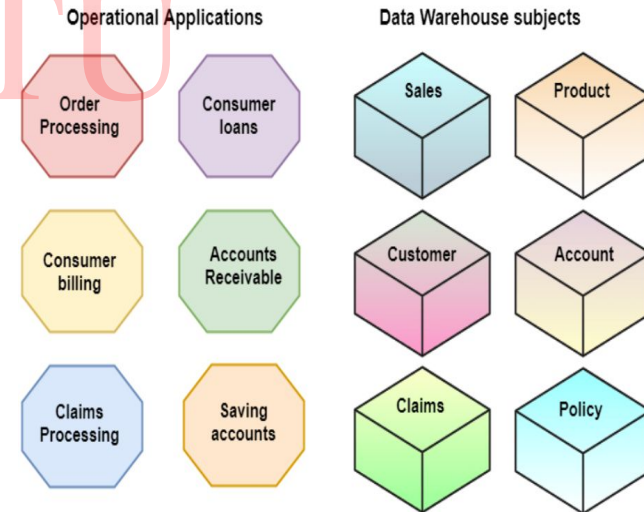 Operational Applications
Data Warehouse subjects
Order
Processing
Consumer
loans
Sales
Product
Consumer
billing
Accounts
Receivable
Customer
Account
Claims
Processing
Saving
accounts
Claims
Policy
TU